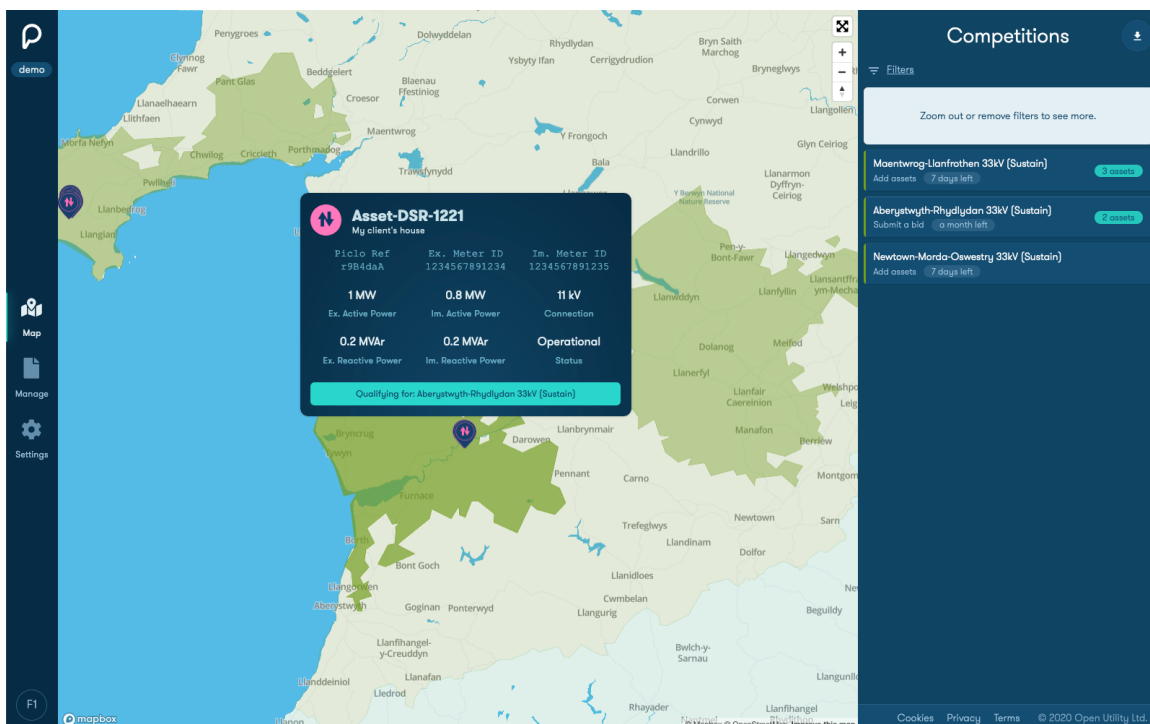 demo
Map
Manage
Settings
F1
Penygroes
Dolwyddelan
Rhydlydan
Bryn Saith
Marchog
Clynnog
Fawr
Ysbyty Ifan
Cerrigydrudion
Bryneglwys
Beddgelert
Pant Glas
Blaenau
Ffestiniog
Croesor
Corwen
Llangollen
Llanaelhaearn
Llithfaen
Cynwyd
Maentwrog
Y Frongoch
Glyn Ceiriog
Morfa Nefyn
Chwilog
Criccieth
Porthmadog
Llandrillo
Bala
Trawsfynydd
Llanarmon
Dyffryn-
Ceiriog
Pwllheli
Y Berwyn National
Nature Reserve
Llanbedrog
Llangian
Asset-DSR-1221
My client's house
Piclo Ref
Ex. Meter ID
Im. Meter ID
r9B4daA
1234567891234
1234567891235
1 MW
0.8 MW
11 kV
Ex. Active Power
Im. Active Power
Connection
0.2 MVAr
0.2 MVAr
Operational
Ex. Reactive Power
Im. Reactive Power
Status
Qualifying for: Aberystwyth-Rhydlydan 33kV (Sustain)
Pen-y-
Bont-Fawr
Llangedwyn
Llanwddyn
Llanfyllin
Dolanog
Meifod
Llanerfyl
Llanfair
Caereinion
Bryncrug
Tywyn
Darowen
Llanbrynmair
Manafon
Berriew
Pennant
Carno
Furnace
Newtown
Sarn
Trefeglwys
Borth
Llandinam
Dolfor
Bont Goch
Llanidloes
Llangorwen
Aberystwyth
Goginan
Ponterwyd
Cwmbelan
Llangurig
Beguildy
Llanfihangel-
y-Creuddyn
Bwlch-y-
Sarnau
Llanddeiniol
Llanafan
Lledrod
Rhayader
Llanfihangel
mapbox
Competitions
Filters
Zoom out or remove filters to see more.
Maentwrog-Llanfrothen 33kV (Sustain)
Add assets
7 days left
3 assets
Aberystwyth-Rhydlydan 33kV (Sustain)
Submit a bid
a month left
2 assets
Newtown-Morda-Oswestry 33kV (Sustain)
Add assets
7 days left
Cookies
Privacy
Terms
© 2020 Open Utility Ltd.